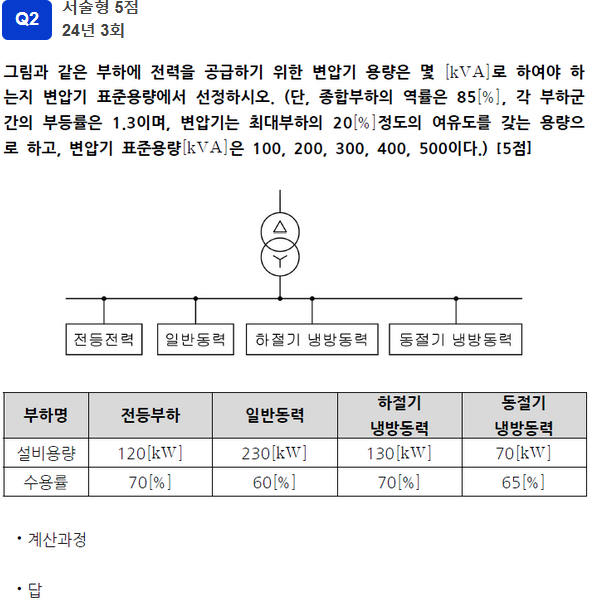 Q2
서술형 5점
24년 3회
그림과 같은 부하에 전력을 공급하기 위한 변압기 용량은 몇 [kVA]로 하여야 하
는지 변압기 표준용량에서 선정하시오. (단, 종합부하의 역률은 85[%], 각 부하군
간의 부등률은 1.3이며, 변압기는 최대부하의 20[%]정도의 여유도를 갖는 용량으
로 하고, 변압기 표준용량[kVA]은 100, 200, 300, 400, 500이다.) [5점]
전등전력 일반동력 하절기 냉방동력 동절기 냉방동력
부하명 전등부하 일반동력 하절기 냉방동력 동절기 냉방동력
설비용량 120[kW] 230[kW] 130[kW] 70[kW]
수용률 70[%] 60[%] 70[%] 65[%]
• 계산과정
• 답